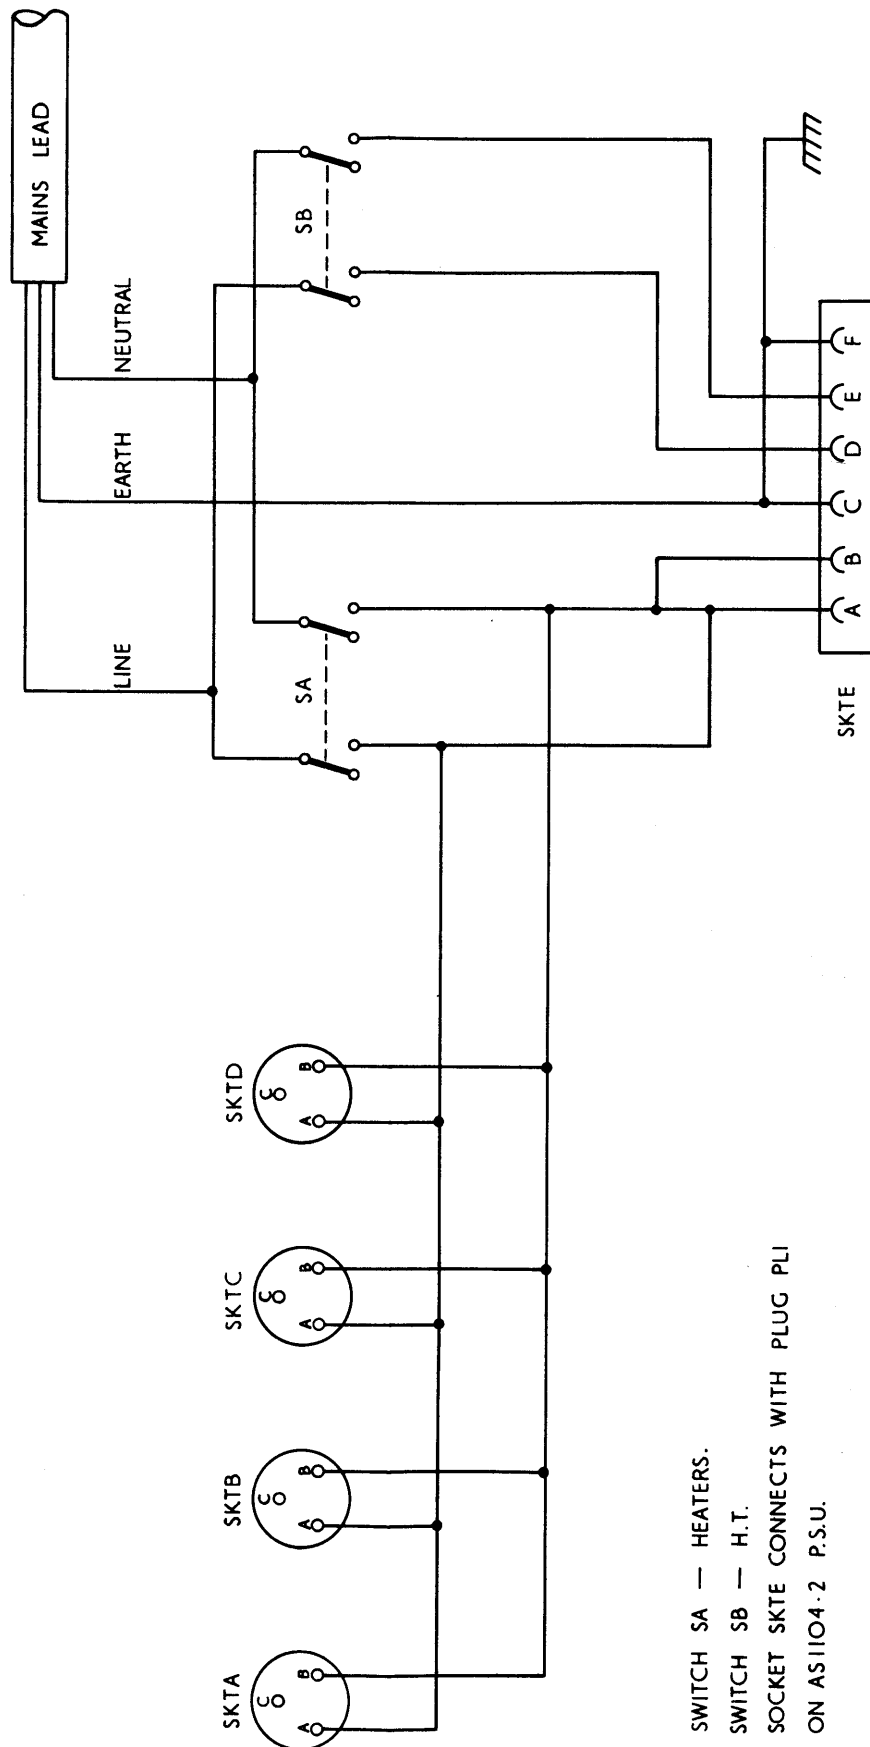 MAINS LEAD
LINE
EARTH
NEUTRAL
SA
SB
SKTA
C
A
B
SKTB
C
A
B
SKTC
C
A
B
SKTD
C
A
B
SKTE
A
B
C
D
E
F
SWITCH SA — HEATERS.
SWITCH SB — H.T.
SOCKET SKTE CONNECTS WITH PLUG PL1
ON AS1104·2 P.S.U.